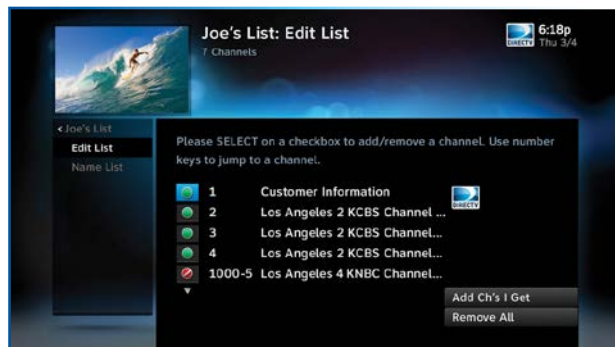 Joe's List: Edit List
7 Channels
DIRECTV
6:18p
Thu 3/4
<Joe's List
Edit List
Name List
Please SELECT on a checkbox to add/remove a channel. Use number
keys to jump to a channel.
1 Customer Information
DIRECTV
2 Los Angeles 2 KCBS Channel ...
3 Los Angeles 2 KCBS Channel...
4 Los Angeles 2 KCBS Channel...
1000-5 Los Angeles 4 KNBC Channel...
Add Ch's I Get
Remove All